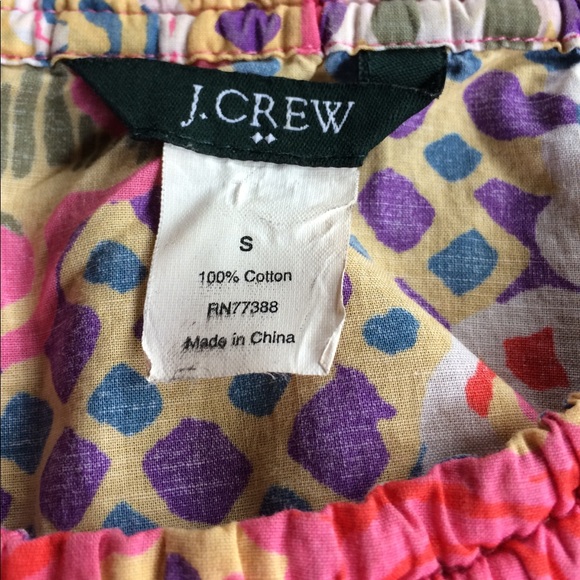 J.CREW
S
100% Cotton
RN77388
Made in China